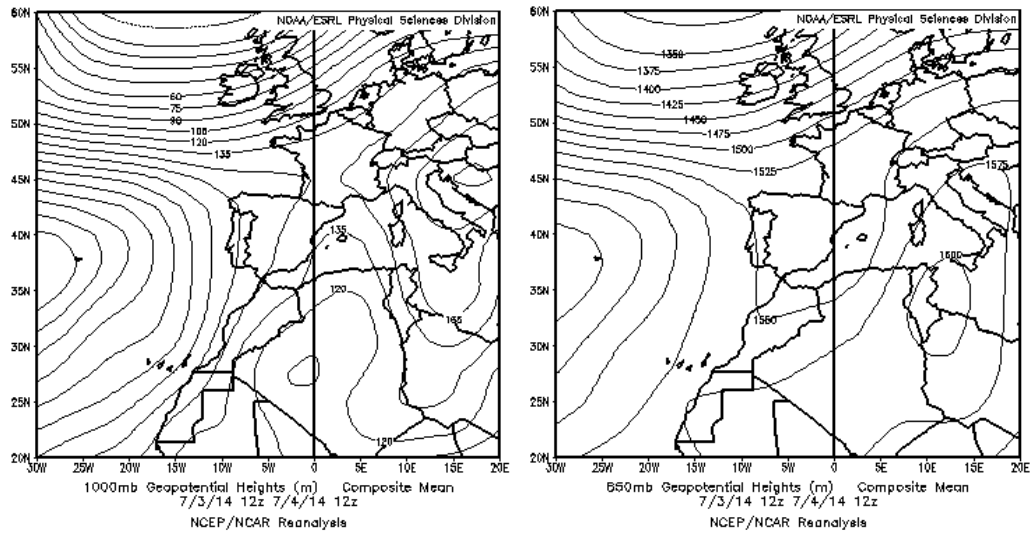 NOAA/ESRL Physical Sciences Division
60N
55N
50N
45N
40N
35N
30N
25N
20N
60
75
90
105
120
135
135
120
165
120
30W 25W 20W 15W 10W 5W 0 5E 10E 15E 20E
1000mb Geopotential Heights (m) Composite Mean
7/3/14 12z 7/4/14 12z
NCEP/NCAR Reanalysis
NOAA/ESRL Physical Sciences Division
60N
55N
50N
45N
40N
35N
30N
25N
20N
1350
1375
1400
1425
1450
1475
1500
1525
1575
1600
1550
30W 25W 20W 15W 10W 5W 0 5E 10E 15E 20E
850mb Geopotential Heights (m) Composite Mean
7/3/14 12z 7/4/14 12z
NCEP/NCAR Reanalysis